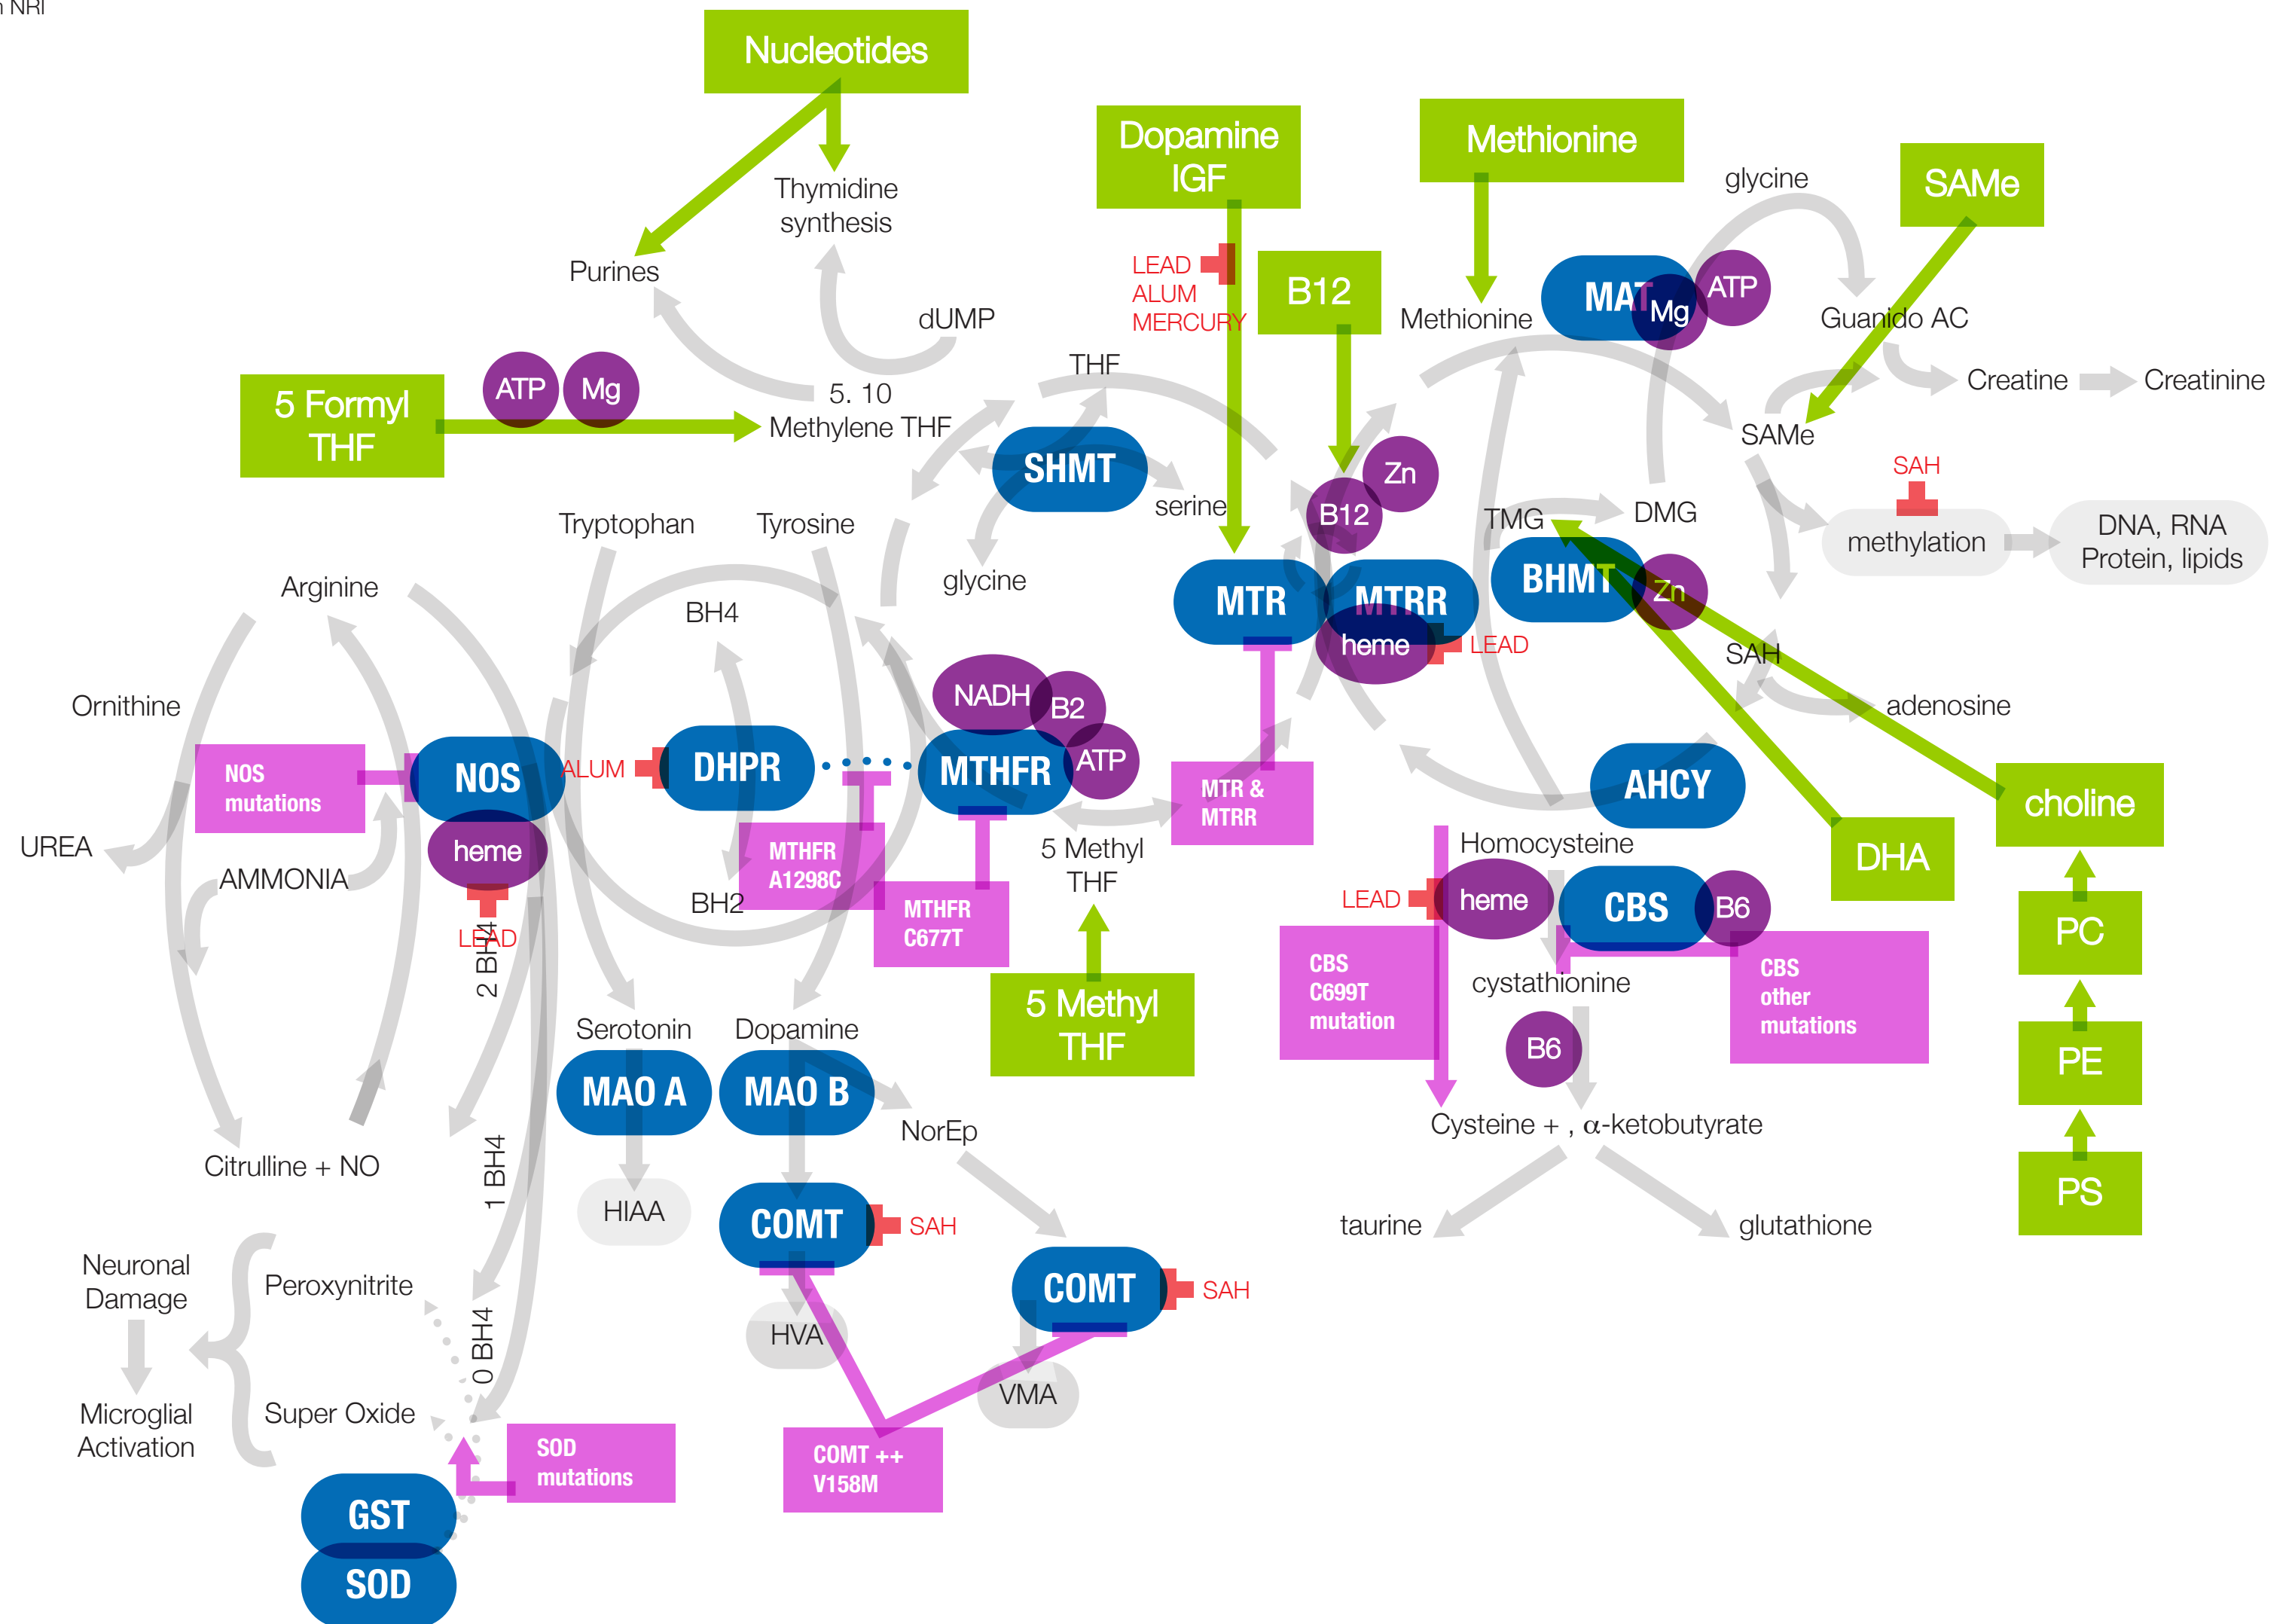 NRI
Nucleotides
Dopamine
IGF
Methionine
SAMe
glycine
Thymidine
synthesis
Purines
LEAD
ALUM
MERCURY
B12
MAT
Mg
ATP
Methionine
Guanido AC
dUMP
THF
Creatine
Creatinine
5 Formyl
THF
ATP
Mg
5. 10
Methylene THF
SAMe
SHMT
Zn
SAH
serine
B12
TMG
DMG
Tryptophan
Tyrosine
methylation
DNA, RNA
Protein, lipids
Arginine
glycine
BH4
MTR
MTRR
BHMT
Zn
heme
LEAD
SAH
Ornithine
NADH
B2
ATP
adenosine
NOS
mutations
NOS
ALUM
DHPR
MTHFR
MTR &
MTRR
AHCY
choline
UREA
heme
AMMONIA
MTHFR
A1298C
5 Methyl
THF
Homocysteine
DHA
BH2
MTHFR
C677T
LEAD
heme
CBS
B6
PC
LEAD
2 BH4
CBS
C699T
mutation
cystathionine
CBS
other
mutations
5 Methyl
THF
Serotonin
Dopamine
B6
PE
MAO A
MAO B
NorEp
Cysteine + , α-ketobutyrate
Citrulline + NO
1 BH4
PS
HIAA
COMT
SAH
taurine
glutathione
Neuronal
Damage
Peroxynitrite
COMT
SAH
0 BH4
HVA
VMA
Microglial
Activation
Super Oxide
SOD
mutations
COMT ++
V158M
GST
SOD